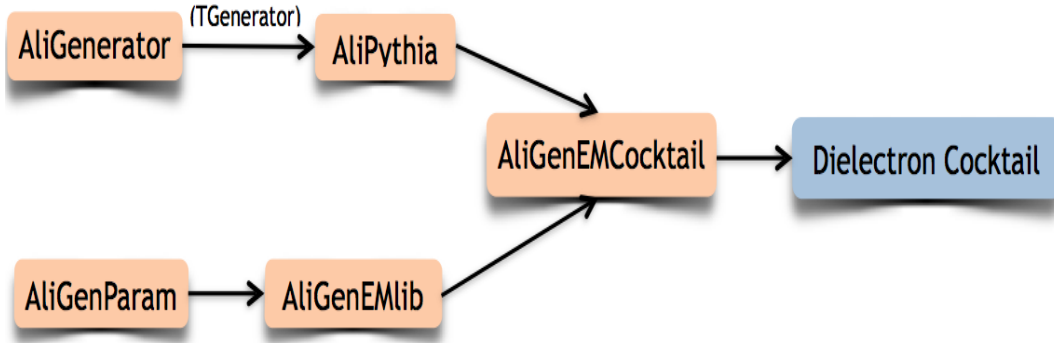 (TGenerator)
AliGenerator
AliPythia
AliGenEMCocktail
Dielectron Cocktail
AliGenParam
AliGenEMlib